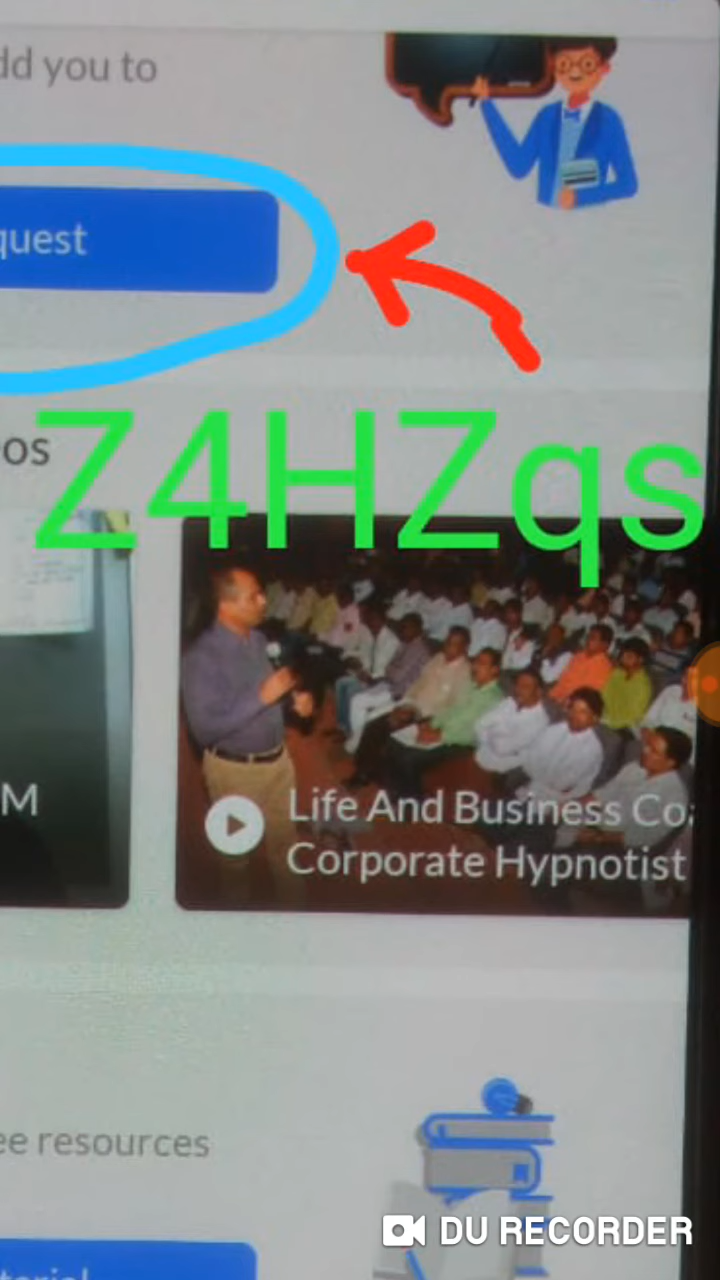 dd you to
quest
os
Z4HZqs
M
Life And Business Co
Corporate Hypnotist
ee resources
DU RECORDER